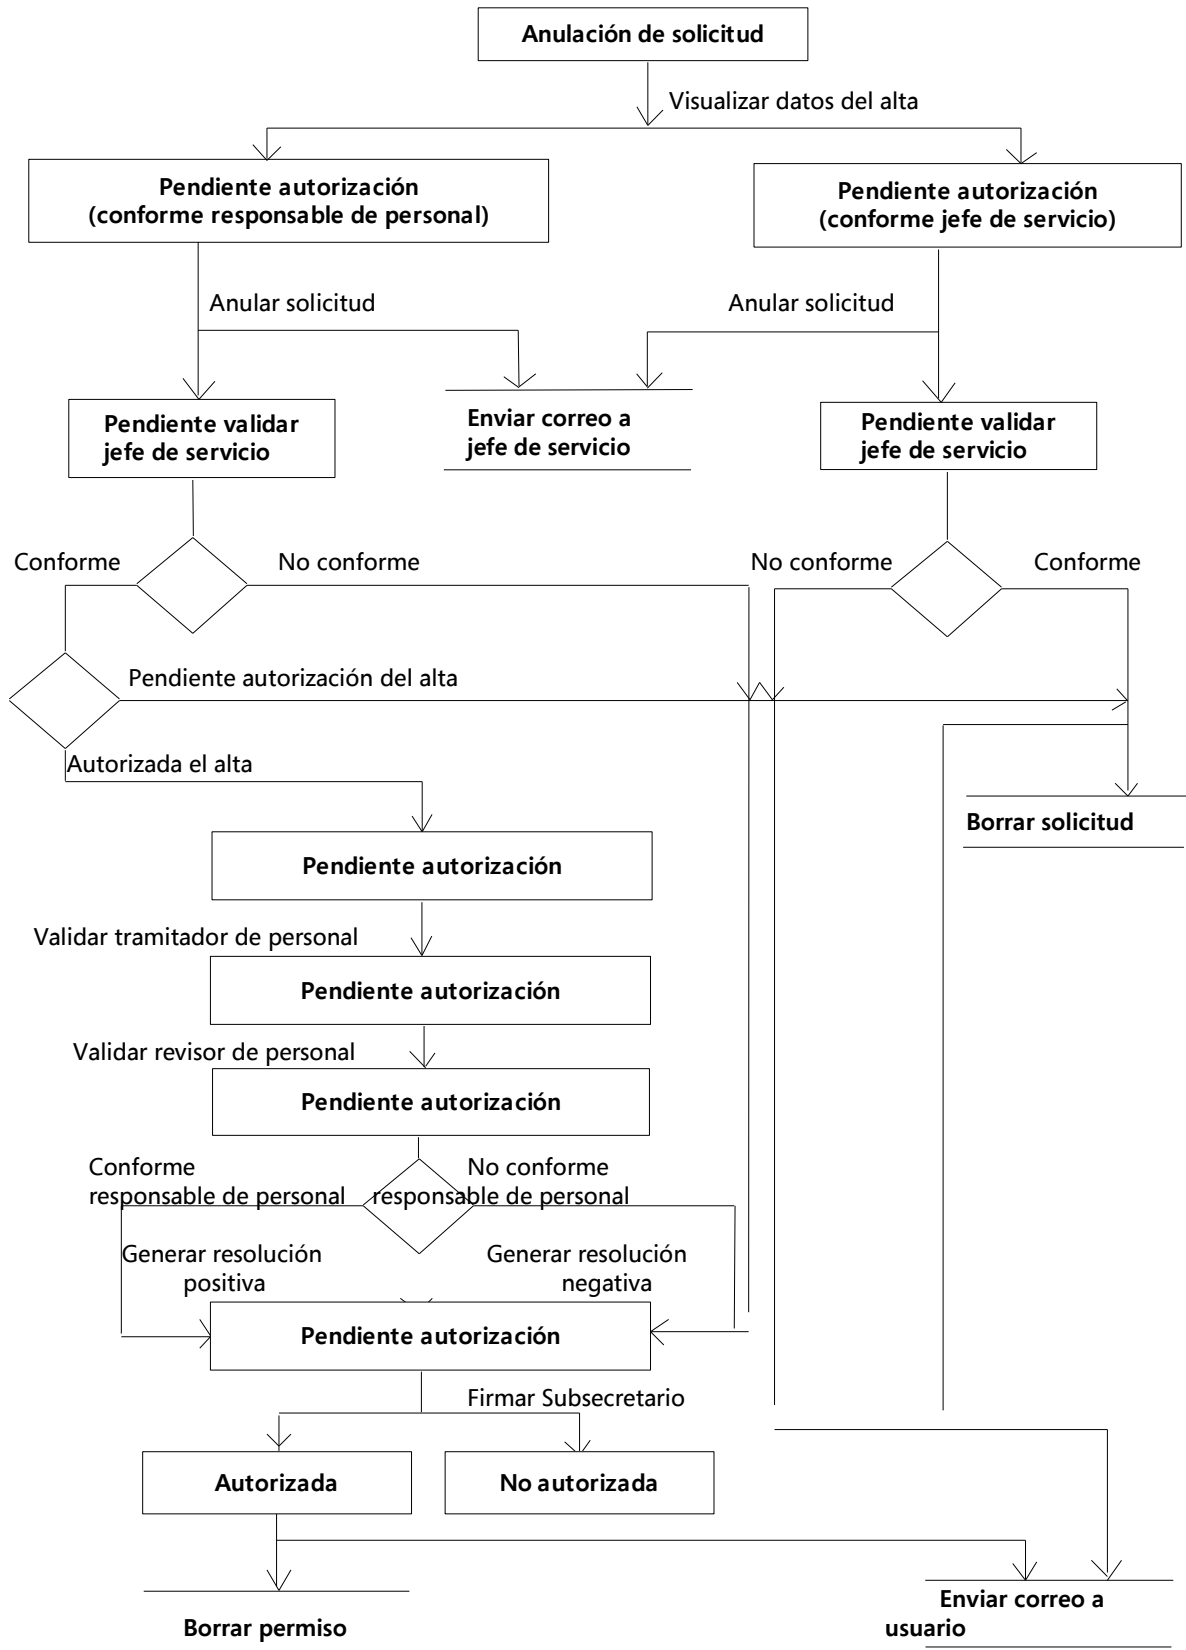 Anulación de solicitud
Visualizar datos del alta
Pendiente autorización
(conforme responsable de personal)
Pendiente autorización
(conforme jefe de servicio)
Anular solicitud
Anular solicitud
Pendiente validar
jefe de servicio
Enviar correo a
jefe de servicio
Pendiente validar
jefe de servicio
Conforme
No conforme
No conforme
Conforme
Pendiente autorización del alta
Autorizada el alta
Borrar solicitud
Pendiente autorización
Validar tramitador de personal
Pendiente autorización
Validar revisor de personal
Pendiente autorización
Conforme
responsable de personal
No conforme
responsable de personal
Generar resolución
positiva
Generar resolución
negativa
Pendiente autorización
Firmar Subsecretario
Autorizada
No autorizada
Borrar permiso
Enviar correo a
usuario